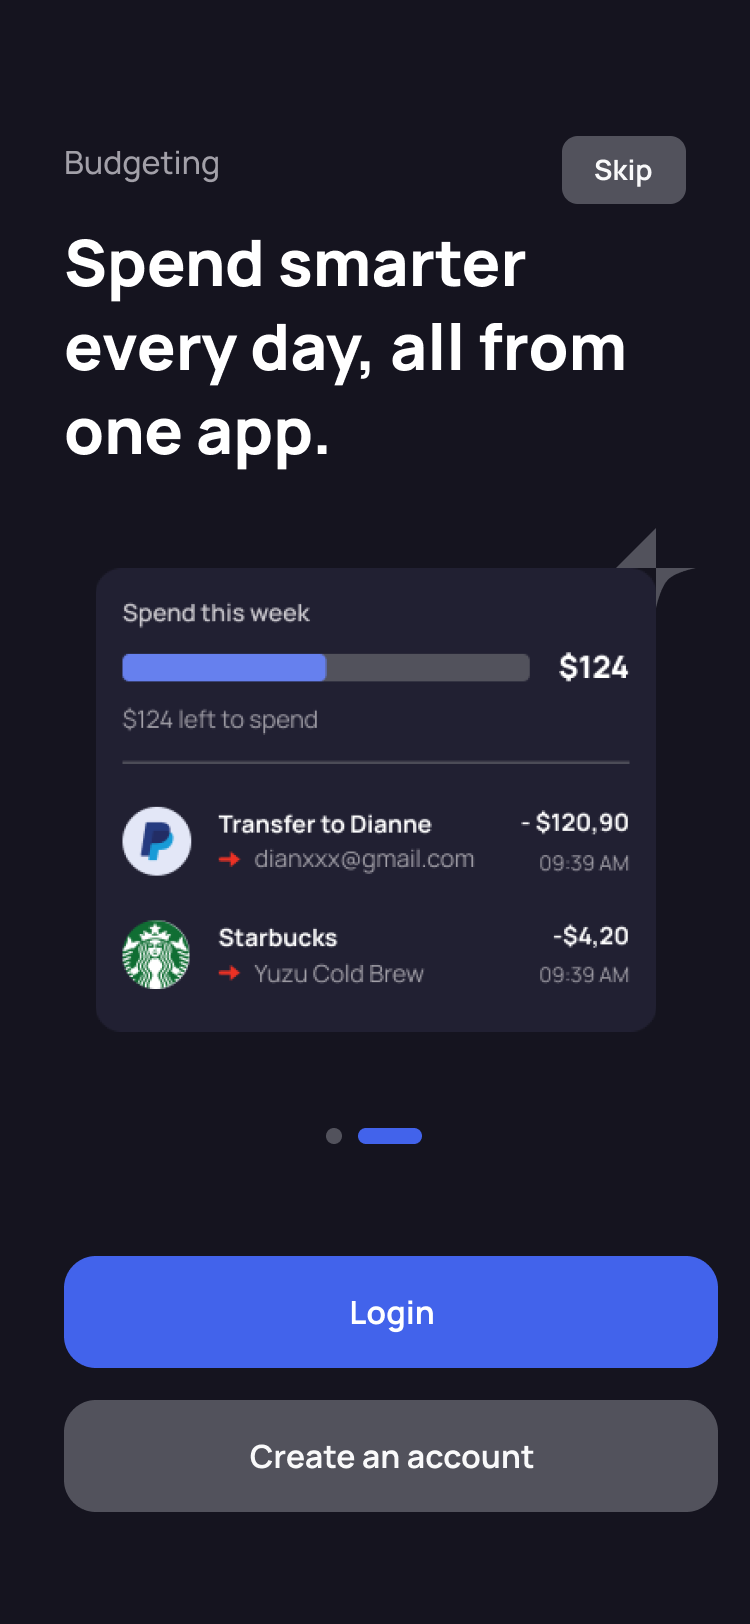 Budgeting
Skip
Spend smarter
every day, all from
one app.
Spend this week
$124
$124 left to spend
Transfer to Dianne
- $120,90
dianxxx@gmail.com
09:39 AM
Starbucks
-$4,20
Yuzu Cold Brew
09:39 AM
Login
Create an account